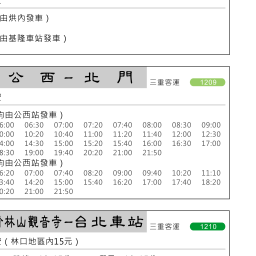 由烘內發車)
由基隆車站發車)
公西－北門 三重客運 1209
由公西站發車)
6:00 06:30 07:00 07:20 07:40 08:00 08:30 09:00
0:00 10:20 10:40 11:00 11:20 11:40 12:00 12:30
4:00 14:30 15:00 15:20 15:40 16:00 16:30 17:00
8:30 19:00 19:40 20:20 21:00 21:50
由公西站發車)
6:20 07:00 07:40 08:20 09:00 09:40 10:20 11:10
3:40 14:20 15:00 15:40 16:20 17:00 17:40 18:20
0:20 21:00 21:50
林山觀音寺－台北車站 三重客運 1210
(林口地區內15元)